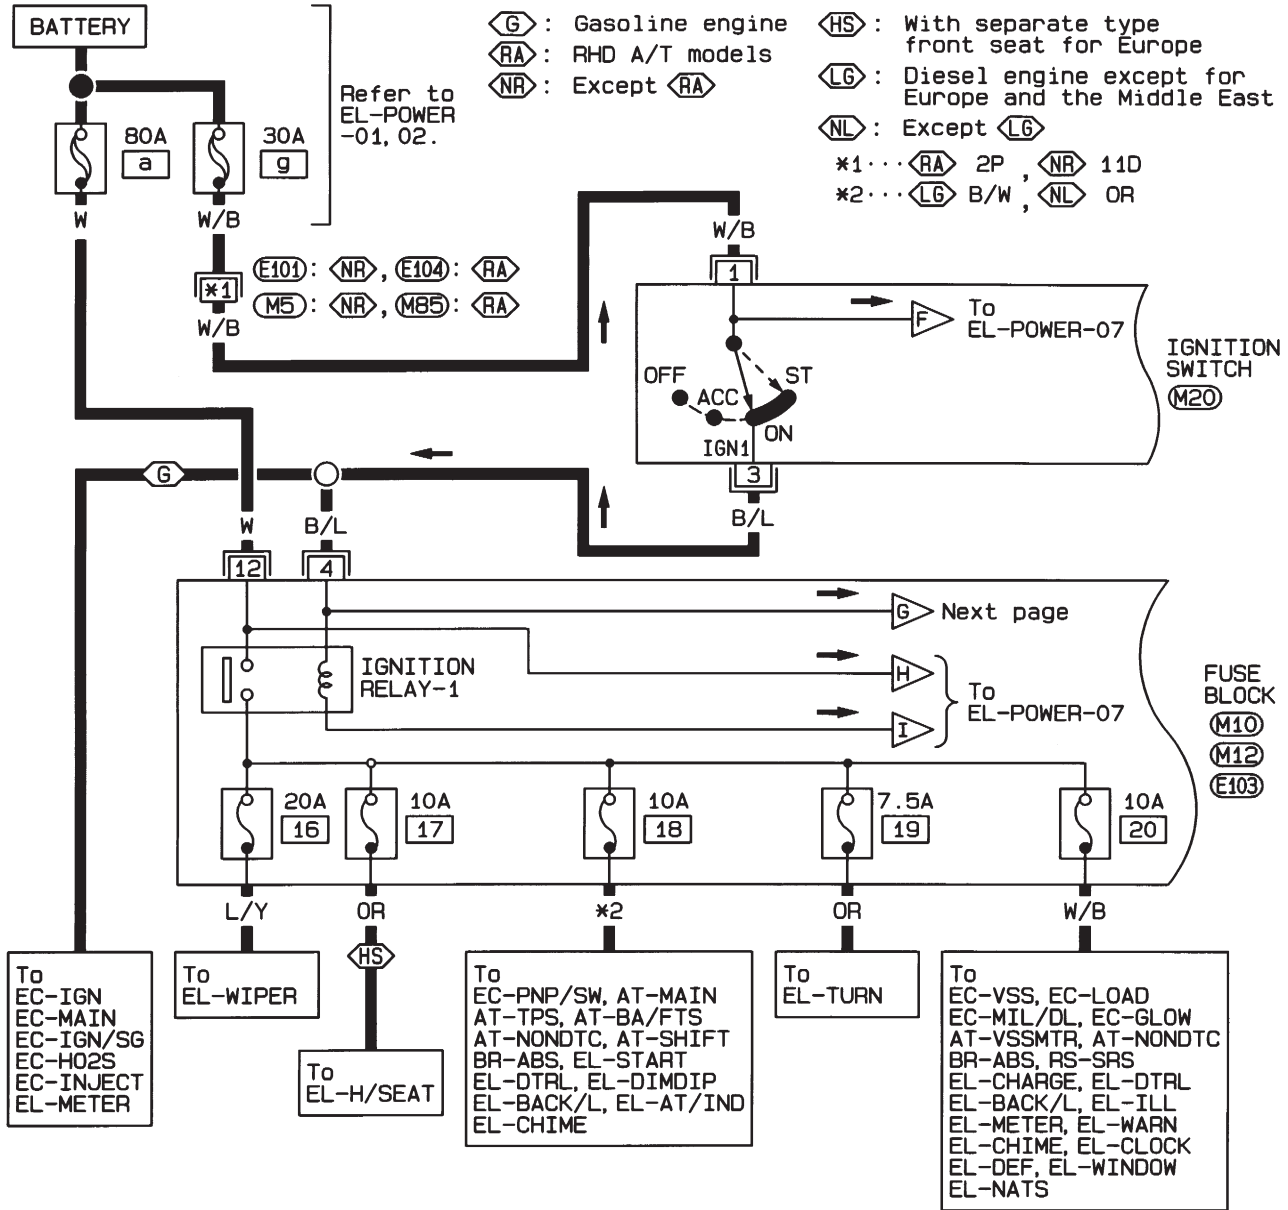 BATTERY
G : Gasoline engine
RA : RHD A/T models
NR : Except RA
HS : With separate type
front seat for Europe
LG : Diesel engine except for
Europe and the Middle East
NL : Except LG
*1··· RA 2P , NR 11D
*2··· LG B/W , NL OR
Refer to
EL-POWER
-01, 02.
80A
a
30A
g
W
W/B
*1
E101 : NR , E104 : RA
M5 : NR , M85 : RA
W/B
W/B
1
F
To
EL-POWER-07
IGNITION
SWITCH
M20
OFF
ACC
ST
ON
IGN1
3
B/L
G
W
B/L
12
4
G
Next page
IGNITION
RELAY-1
H
I
To
EL-POWER-07
FUSE
BLOCK
M10
M12
E103
20A
16
10A
17
10A
18
7.5A
19
10A
20
L/Y
OR
*2
OR
W/B
HS
To
EC-IGN
EC-MAIN
EC-IGN/SG
EC-HO2S
EC-INJECT
EL-METER
To
EL-WIPER
To
EL-H/SEAT
To
EC-PNP/SW, AT-MAIN
AT-TPS, AT-BA/FTS
AT-NONDTC, AT-SHIFT
BR-ABS, EL-START
EL-DTRL, EL-DIMDIP
EL-BACK/L, EL-AT/IND
EL-CHIME
To
EL-TURN
To
EC-VSS, EC-LOAD
EC-MIL/DL, EC-GLOW
AT-VSSMTR, AT-NONDTC
BR-ABS, RS-SRS
EL-CHARGE, EL-DTRL
EL-BACK/L, EL-ILL
EL-METER, EL-WARN
EL-CHIME, EL-CLOCK
EL-DEF, EL-WINDOW
EL-NATS